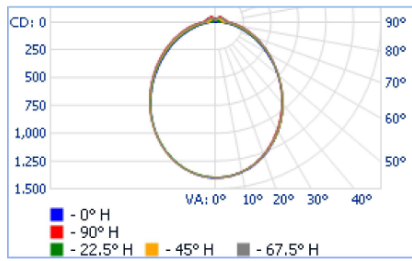 CD: 0 90°
250 80°
500 70°
750 60°
1,000
1.250 50°
1.500
VA: 0° 10° 20° 30° 40°
- 0° H
- 90° H
- 22.5° H - 45° H - 67.5° H